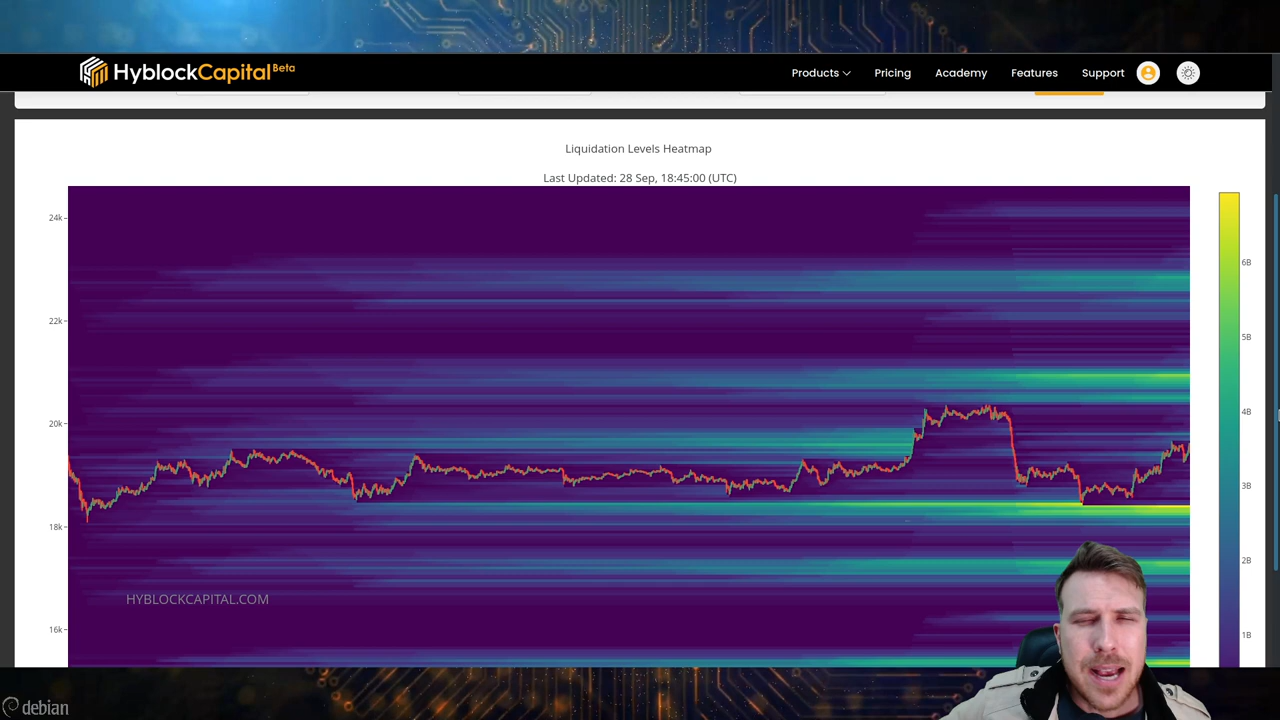 HyblockCapital Beta
Products Pricing Academy Features Support
Liquidation Levels Heatmap
Last Updated: 28 Sep, 18:45:00 (UTC)
24k
22k
20k
18k
16k
6B
5B
4B
3B
2B
1B
HYBLOCKCAPITAL.COM
debian